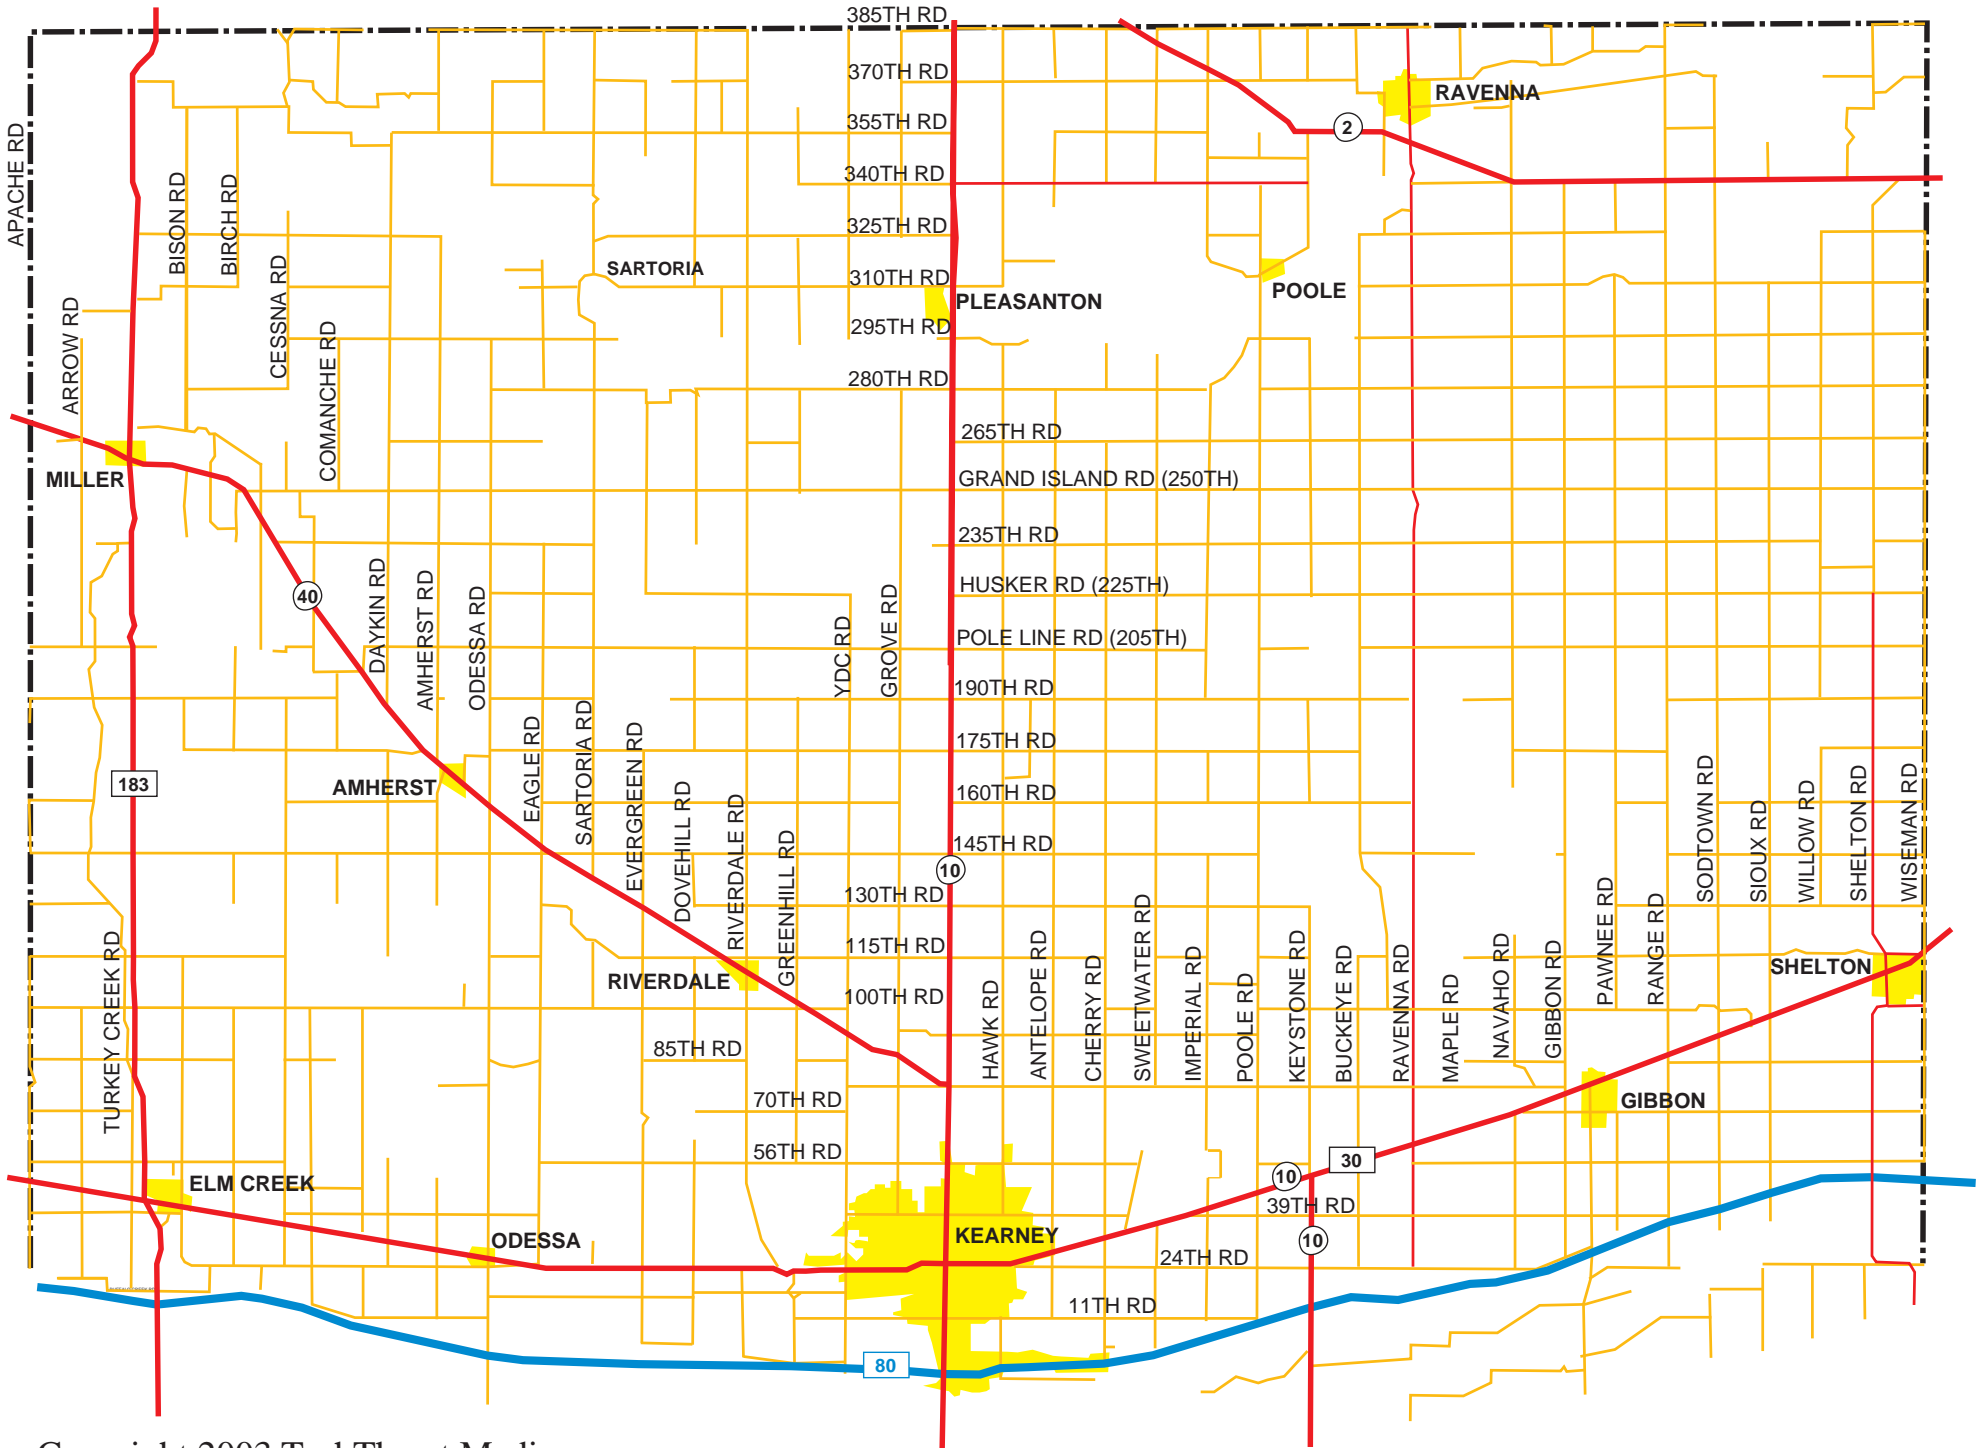 385TH RD
370TH RD
RAVENNA
355TH RD
2
APACHE RD
340TH RD
BISON RD
BIRCH RD
325TH RD
SARTORIA
310TH RD
POOLE
PLEASANTON
CESSNA RD
295TH RD
ARROW RD
COMANCHE RD
280TH RD
265TH RD
MILLER
GRAND ISLAND RD (250TH)
235TH RD
40
HUSKER RD (225TH)
DAYKIN RD
AMHERST RD
ODESSA RD
YDC RD
GROVE RD
POLE LINE RD (205TH)
190TH RD
175TH RD
183
AMHERST
EAGLE RD
SARTORIA RD
EVERGREEN RD
DOVEHILL RD
RIVERDALE RD
GREENHILL RD
160TH RD
SODTOWN RD
SIOUX RD
WILLOW RD
SHELTON RD
WISEMAN RD
145TH RD
10
130TH RD
115TH RD
SHELTON
RIVERDALE
100TH RD
TURKEY CREEK RD
HAWK RD
ANTELOPE RD
CHERRY RD
SWEETWATER RD
IMPERIAL RD
POOLE RD
KEYSTONE RD
BUCKEYE RD
RAVENNA RD
MAPLE RD
NAVAHO RD
GIBBON RD
PAWNEE RD
RANGE RD
85TH RD
70TH RD
GIBBON
56TH RD
30
10
ELM CREEK
39TH RD
KEARNEY
ODESSA
10
24TH RD
11TH RD
80